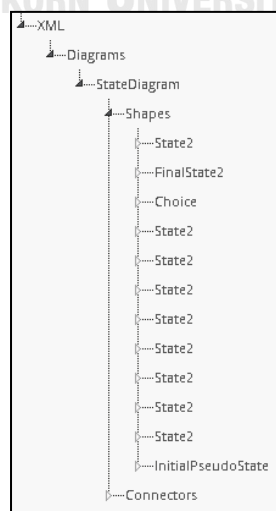 XML
Diagrams
StateDiagram
Shapes
State2
FinalState2
Choice
State2
State2
State2
State2
State2
State2
State2
State2
InitialPseudoState
Connectors